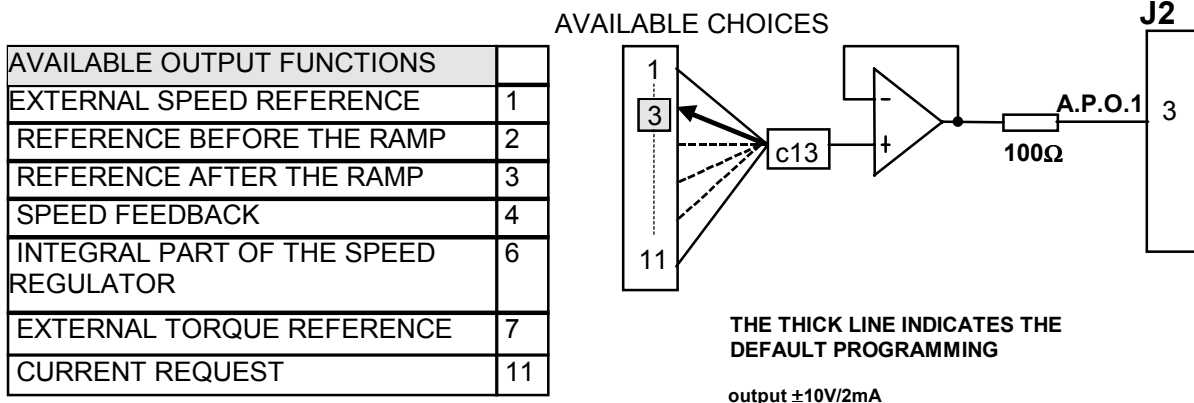 AVAILABLE OUTPUT FUNCTIONS
EXTERNAL SPEED REFERENCE 1
REFERENCE BEFORE THE RAMP 2
REFERENCE AFTER THE RAMP 3
SPEED FEEDBACK 4
INTEGRAL PART OF THE SPEED 6
REGULATOR
EXTERNAL TORQUE REFERENCE 7
CURRENT REQUEST 11
AVAILABLE CHOICES
1
3
11
c13
-
+
100Ω
A.P.O.1
J2
3
THE THICK LINE INDICATES THE
DEFAULT PROGRAMMING
output ±10V/2mA